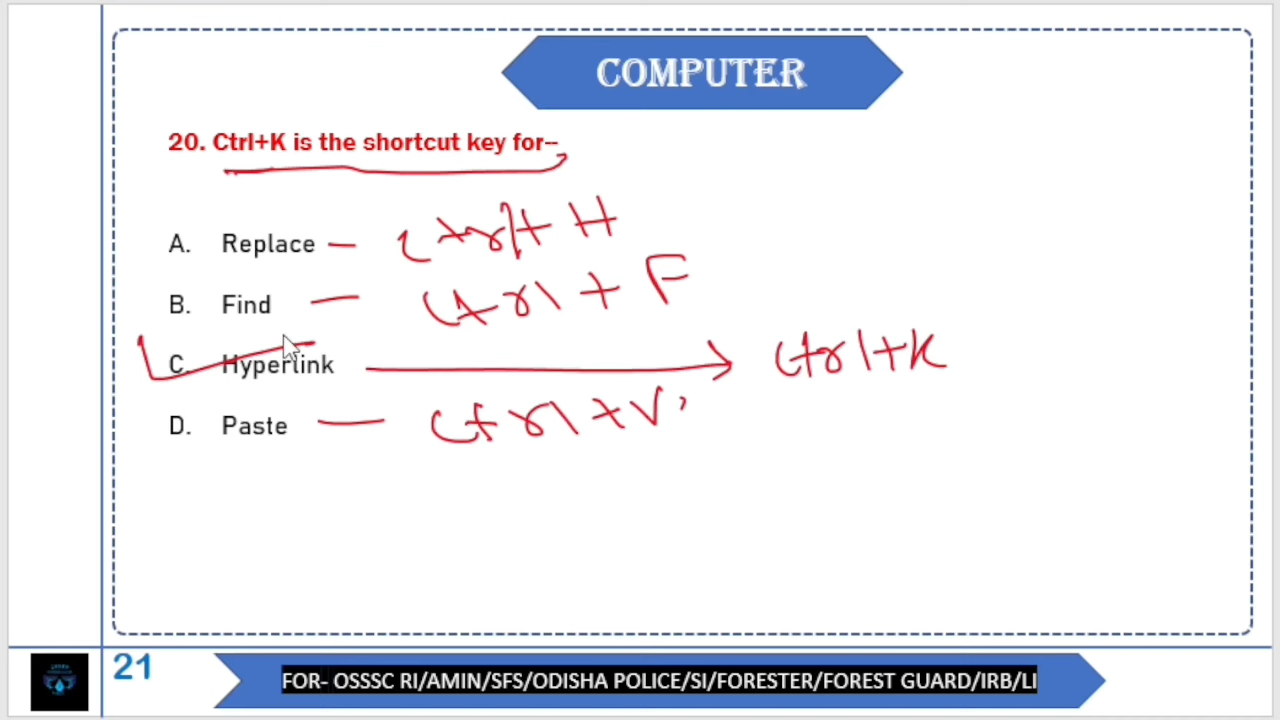 COMPUTER
20. Ctrl+K is the shortcut key for--
A. Replace — Ctrl+ H
B. Find — Ctrl + F
C. Hyperlink → Ctrl+K
D. Paste — Ctrl +V
21
FOR- OSSSC RI/AMIN/SFS/ODISHA POLICE/SI/FORESTER/FOREST GUARD/IRB/LI